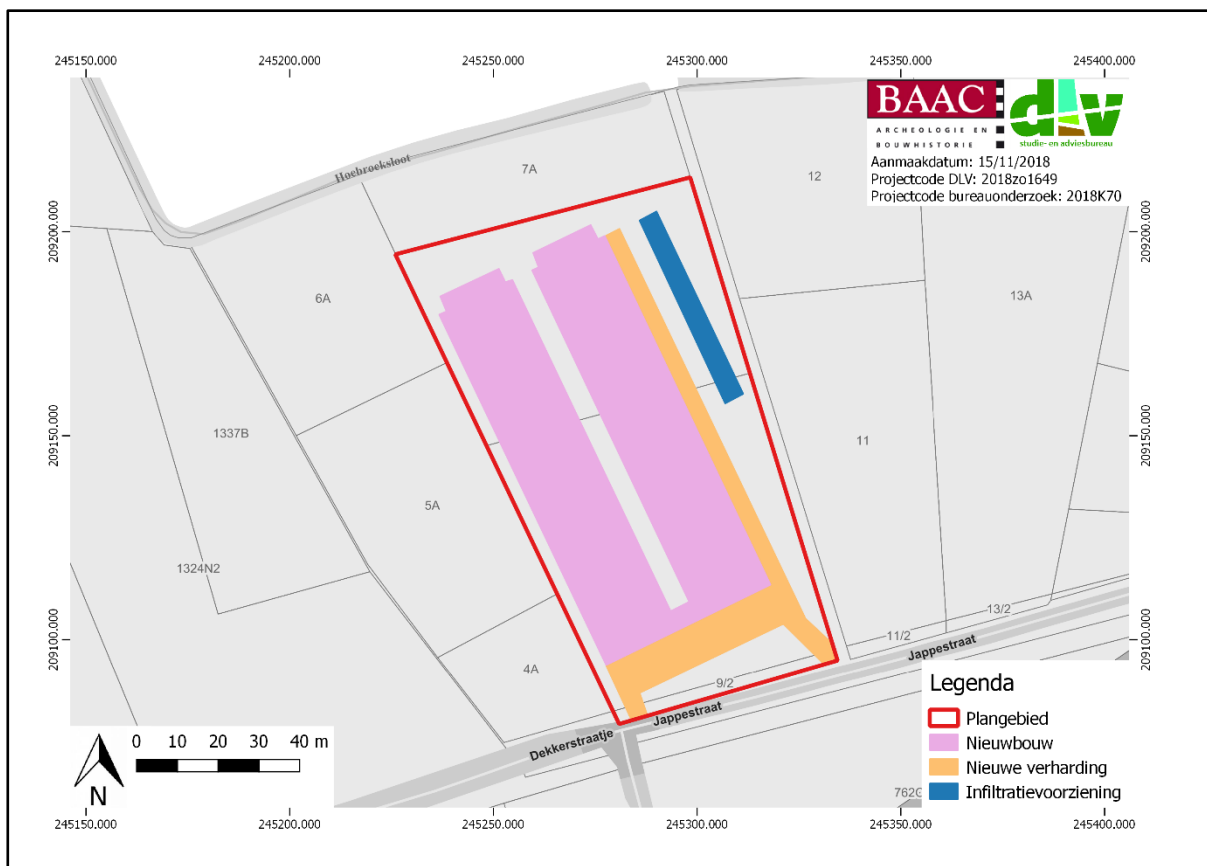 245150.000 245200.000 245250.000 245300.000 245350.000 245400.000
BAAC
ARCHEOLOGIE EN
BOUWHISTORIE
dlv
studie- en adviesbureau
Aanmaakdatum: 15/11/2018
Projectcode DLV: 2018zo1649
Projectcode bureauonderzoek: 2018K70
Hoebroeksloot
7A
12
209200.000 209200.000
6A
13A
1337B
209150.000 209150.000
11
5A
1324N2
209100.000 209100.000
13/2
11/2
Jappestraat
4A
9/2
Jappestraat
Dekkerstraatje
Legenda
Plangebied
Nieuwbouw
Nieuwe verharding
Infiltratievoorziening
0 10 20 30 40 m
N
245150.000 245200.000 245250.000 245300.000 245350.000 245400.000